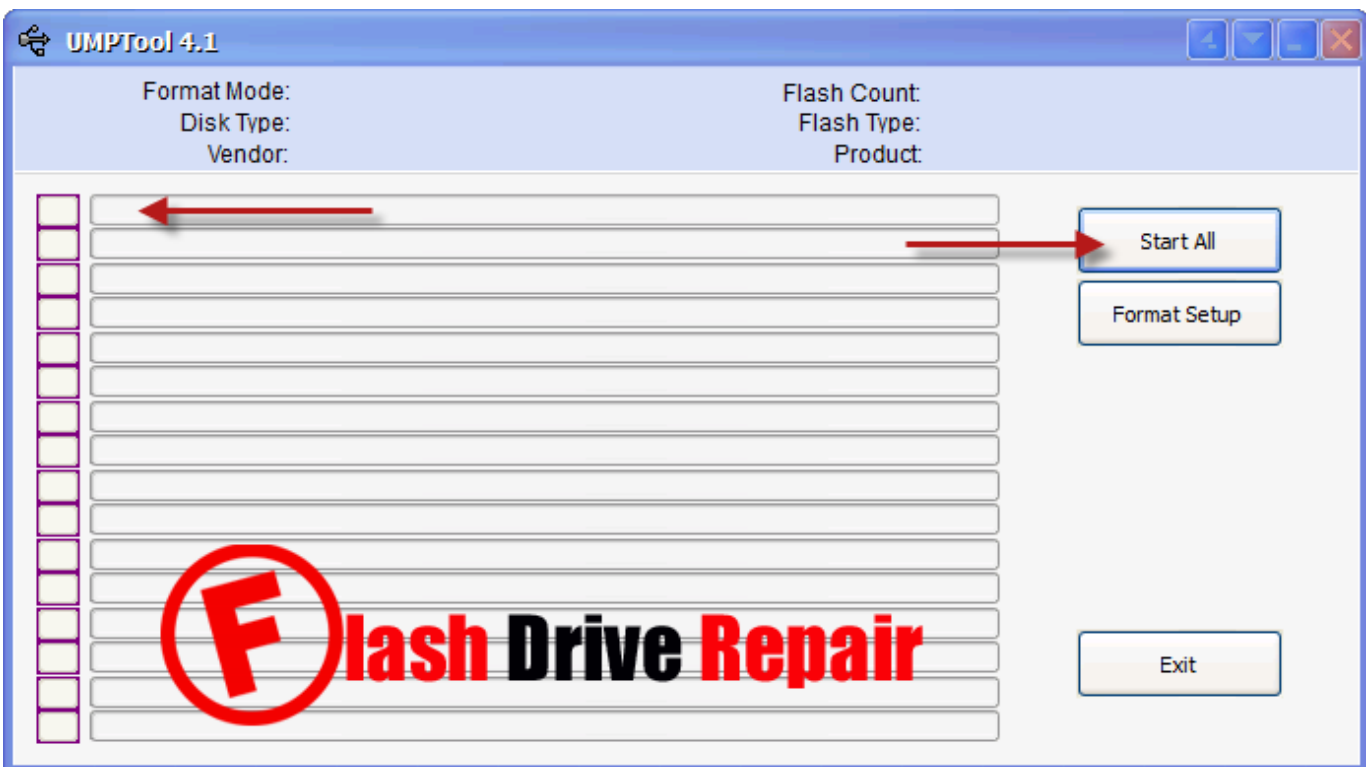 UMPTool 4.1
Format Mode:
Flash Count:
Disk Type:
Flash Type:
Vendor:
Product:
Start All
Format Setup
Flash Drive Repair
Exit